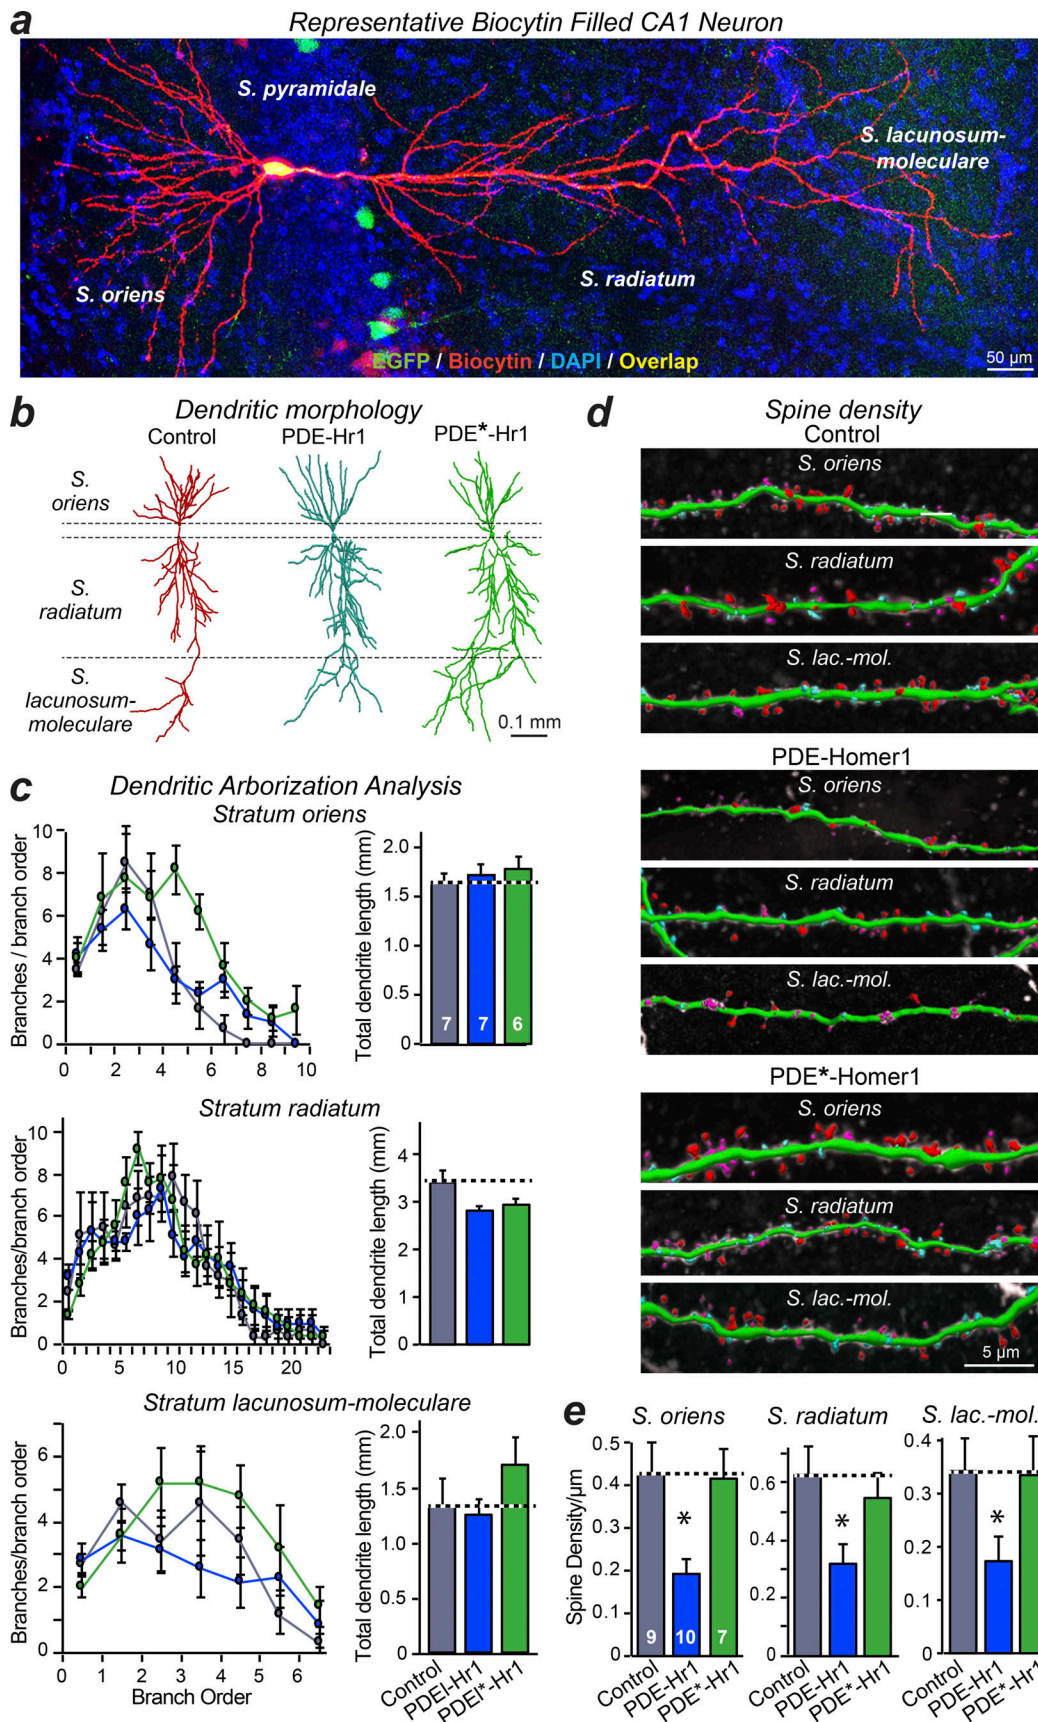 a Representative Biocytin Filled CA1 Neuron
S. pyramidale
S. lacunosum-
moleculare
S. oriens
S. radiatum
EGFP / Biocytin / DAPI / Overlap
50 µm
b Dendritic morphology
Control PDE-Hr1 PDE*-Hr1
S.
oriens
S.
radiatum
S.
lacunosum-
moleculare
0.1 mm
c Dendritic Arborization Analysis
Stratum oriens
Branches / branch order
10
8
6
4
2
0
0 2 4 6 8 10
Total dendrite length (mm)
2.0
1.5
1.0
0.5
0
7 7 6
Stratum radiatum
Branches/branch order
10
8
6
4
2
0
0 5 10 15 20
Total dendrite length (mm)
4
3
2
1
0
Stratum lacunosum-moleculare
Branches/branch order
6
4
2
0
0 1 2 3 4 5 6
Branch Order
Total dendrite length (mm)
2.0
1.5
1.0
0.5
0
Control
PDEI-Hr1
PDEI*-Hr1
d Spine density
Control
S. oriens
S. radiatum
S. lac.-mol.
PDE-Homer1
S. oriens
S. radiatum
S. lac.-mol.
PDE*-Homer1
S. oriens
S. radiatum
S. lac.-mol.
5 µm
e S. oriens S. radiatum S. lac.-mol.
Spine Density/µm
0.5
0.4
0.3
0.2
0.1
0
*
9 10 7
Control
PDE-Hr1
PDE*-Hr1
0.6
0.4
0.2
0
*
Control
PDE-Hr1
PDE*-Hr1
0.4
0.3
0.2
0.1
0
*
Control
PDE-Hr1
PDE*-Hr1